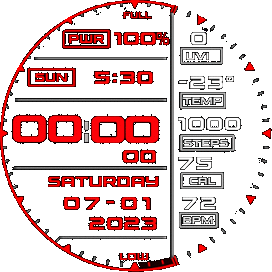 FULL
PWR 100%
SUN 5:30
00:00
00
SATURDAY
07-01
2023
LOW
0
UVI
-23°
TEMP
1000
STEPS
75
CAL
72
BPM